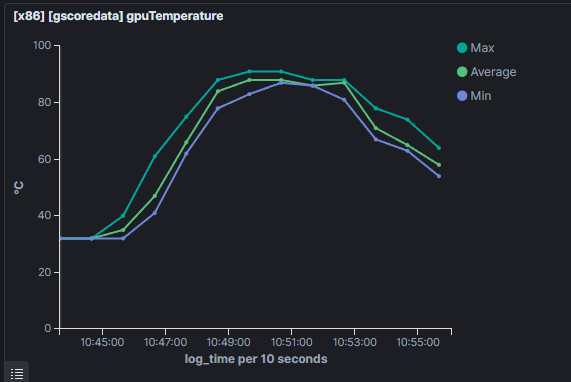 [x86] [gscoredata] gpuTemperature
100
80
60
40
20
0
°C
10:45:00 10:47:00 10:49:00 10:51:00 10:53:00 10:55:00
log_time per 10 seconds
Max
Average
Min